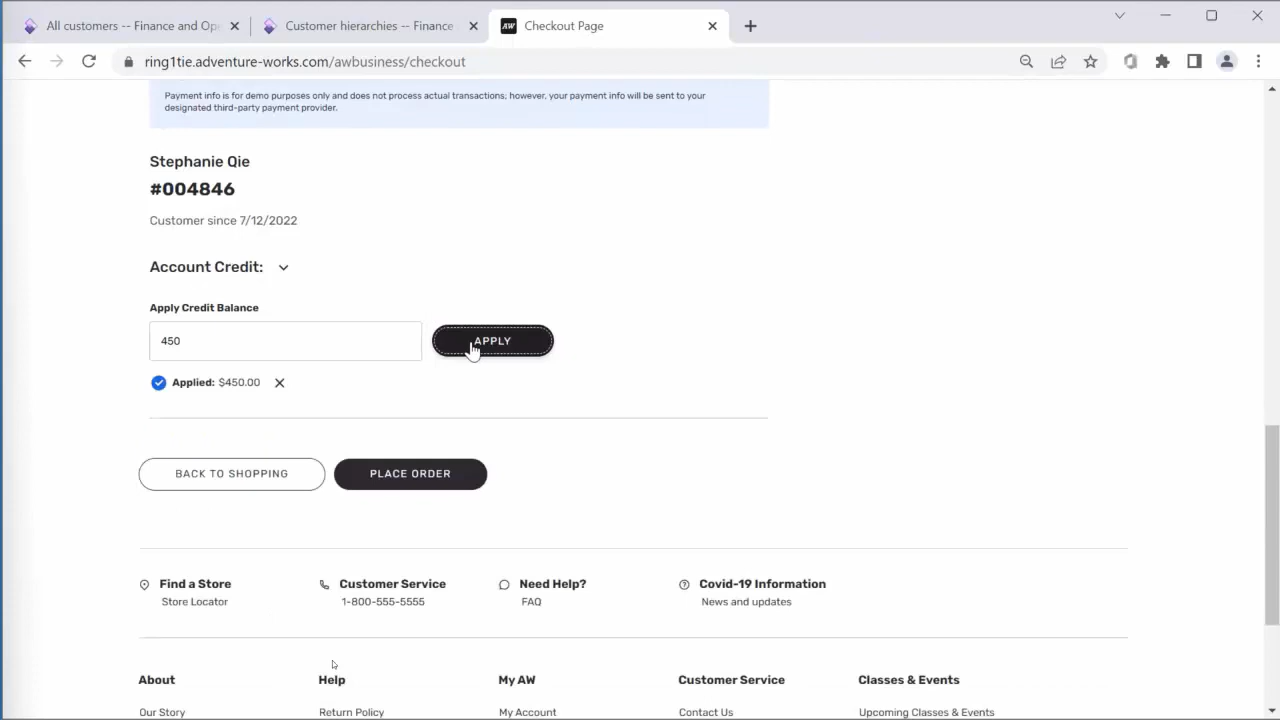 All customers -- Finance and Ope
Customer hierarchies -- Finance
AW Checkout Page
ring1tie.adventure-works.com/awbusiness/checkout
Payment info is for demo purposes only and does not process actual transactions; however, your payment info will be sent to your
designated third-party payment provider.
Stephanie Qie
#004846
Customer since 7/12/2022
Account Credit:
Apply Credit Balance
450
APPLY
Applied: $450.00
BACK TO SHOPPING
PLACE ORDER
Find a Store
Store Locator
Customer Service
1-800-555-5555
Need Help?
FAQ
Covid-19 Information
News and updates
About
Our Story
Help
Return Policy
My AW
My Account
Customer Service
Contact Us
Classes & Events
Upcoming Classes & Events